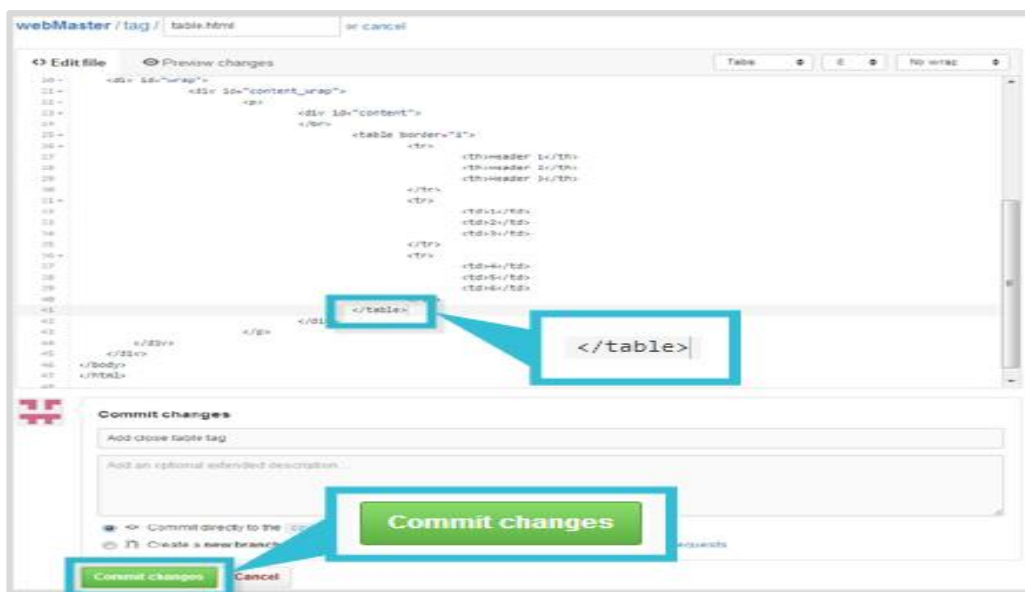 webMaster / tag / table.html or cancel
<> Edit file Preview changes Tabs 8 No wrap
<div id="wrap">
<div id="content_wrap">
<p>
<div id="content">
</br>
<table border="1">
<tr>
<th>Header 1</th>
<th>Header 2</th>
<th>Header 3</th>
</tr>
<tr>
<td>1</td>
<td>2</td>
<td>3</td>
</tr>
<tr>
<td>4</td>
<td>5</td>
<td>6</td>
</table>
</table>
</p>
</div>
</div>
</body>
</html>
Commit changes
Add close table tag
Add an optional extended description...
Commit directly to the
Create a new branch
Commit changes
Commit changes Cancel